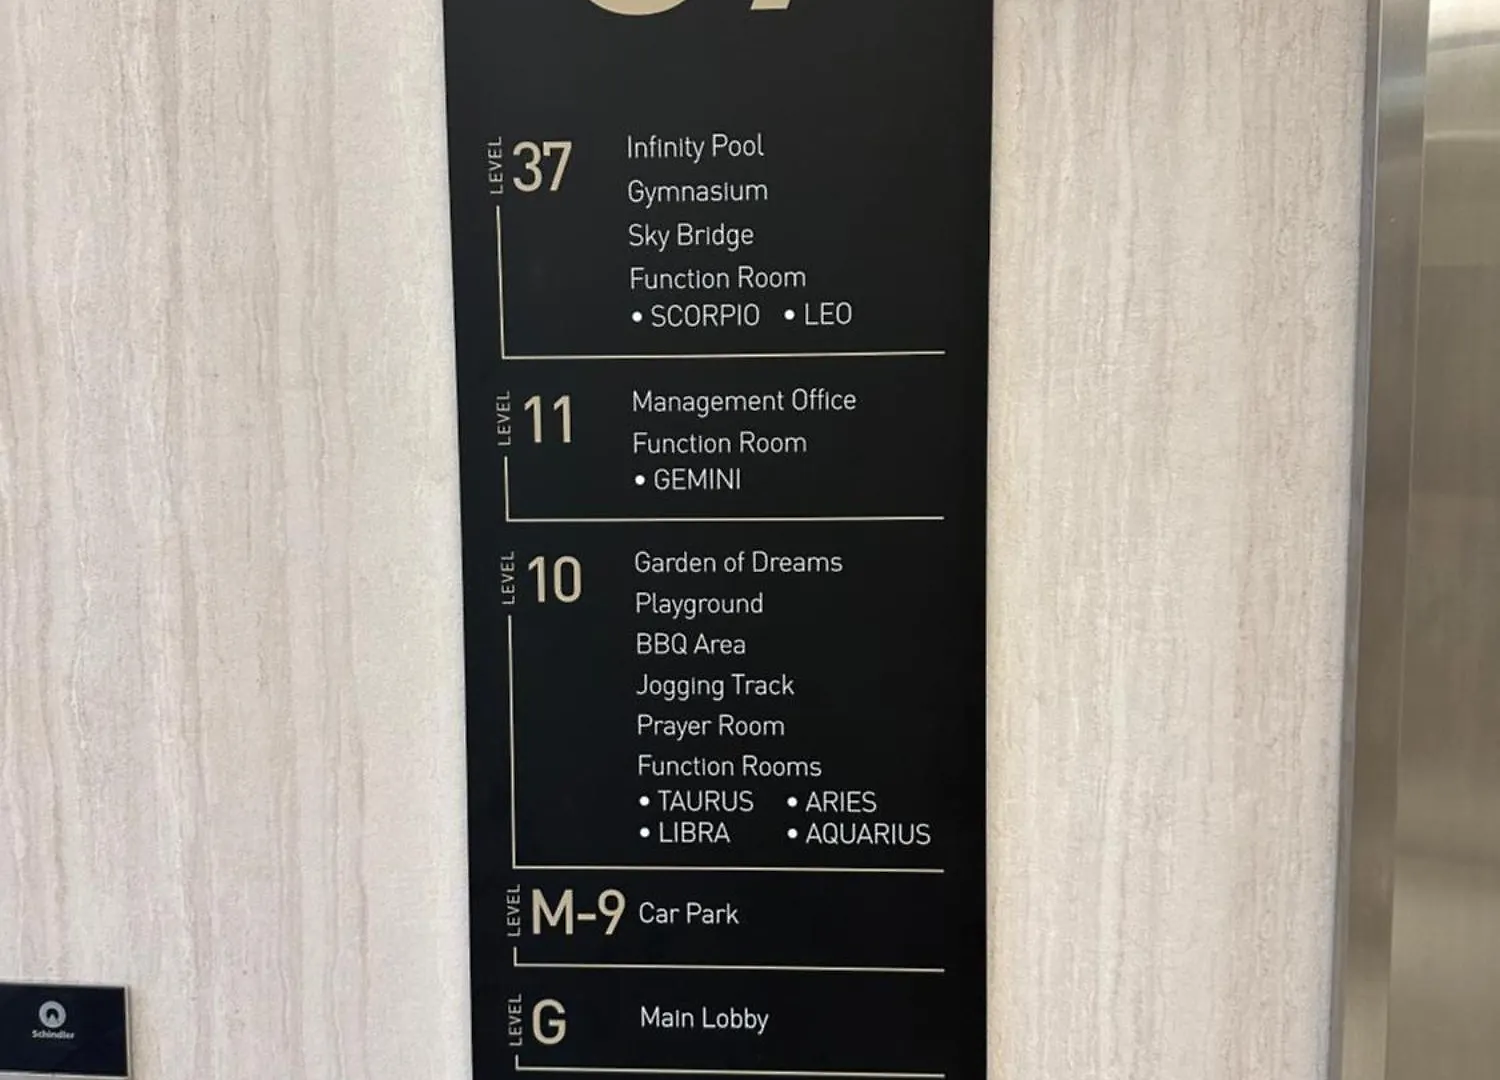 LEVEL 37 Infinity Pool
Gymnasium
Sky Bridge
Function Room
• SCORPIO • LEO
LEVEL 11 Management Office
Function Room
• GEMINI
LEVEL 10 Garden of Dreams
Playground
BBQ Area
Jogging Track
Prayer Room
Function Rooms
• TAURUS • ARIES
• LIBRA • AQUARIUS
LEVEL M-9 Car Park
LEVEL G Main Lobby
Schindler